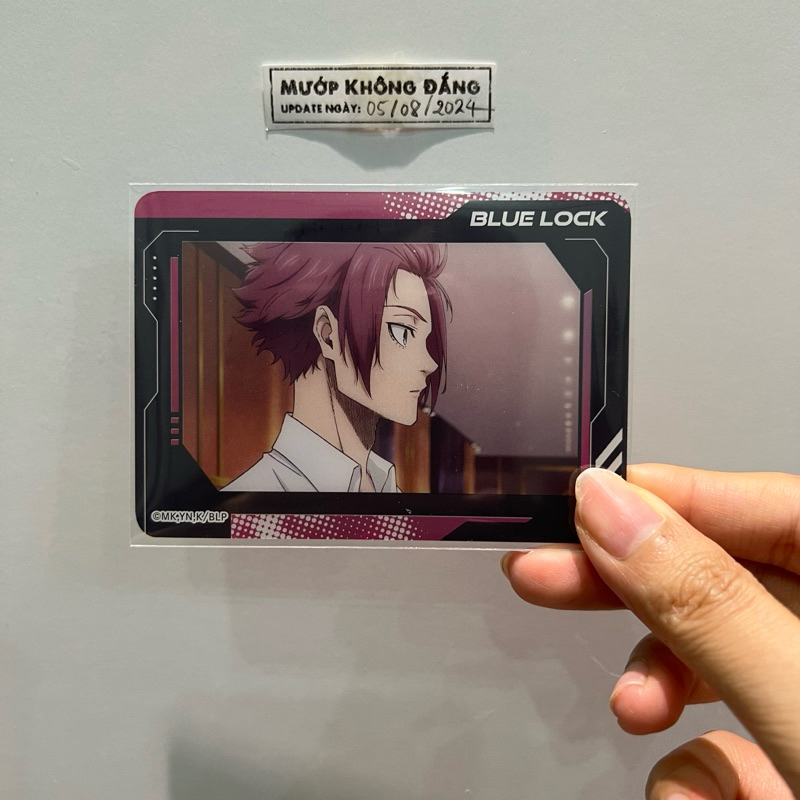 MƯỚP KHÔNG ĐẮNG
UPDATE NGÀY: 05/08/2024
BLUE LOCK
©MK,YN,K/BLP